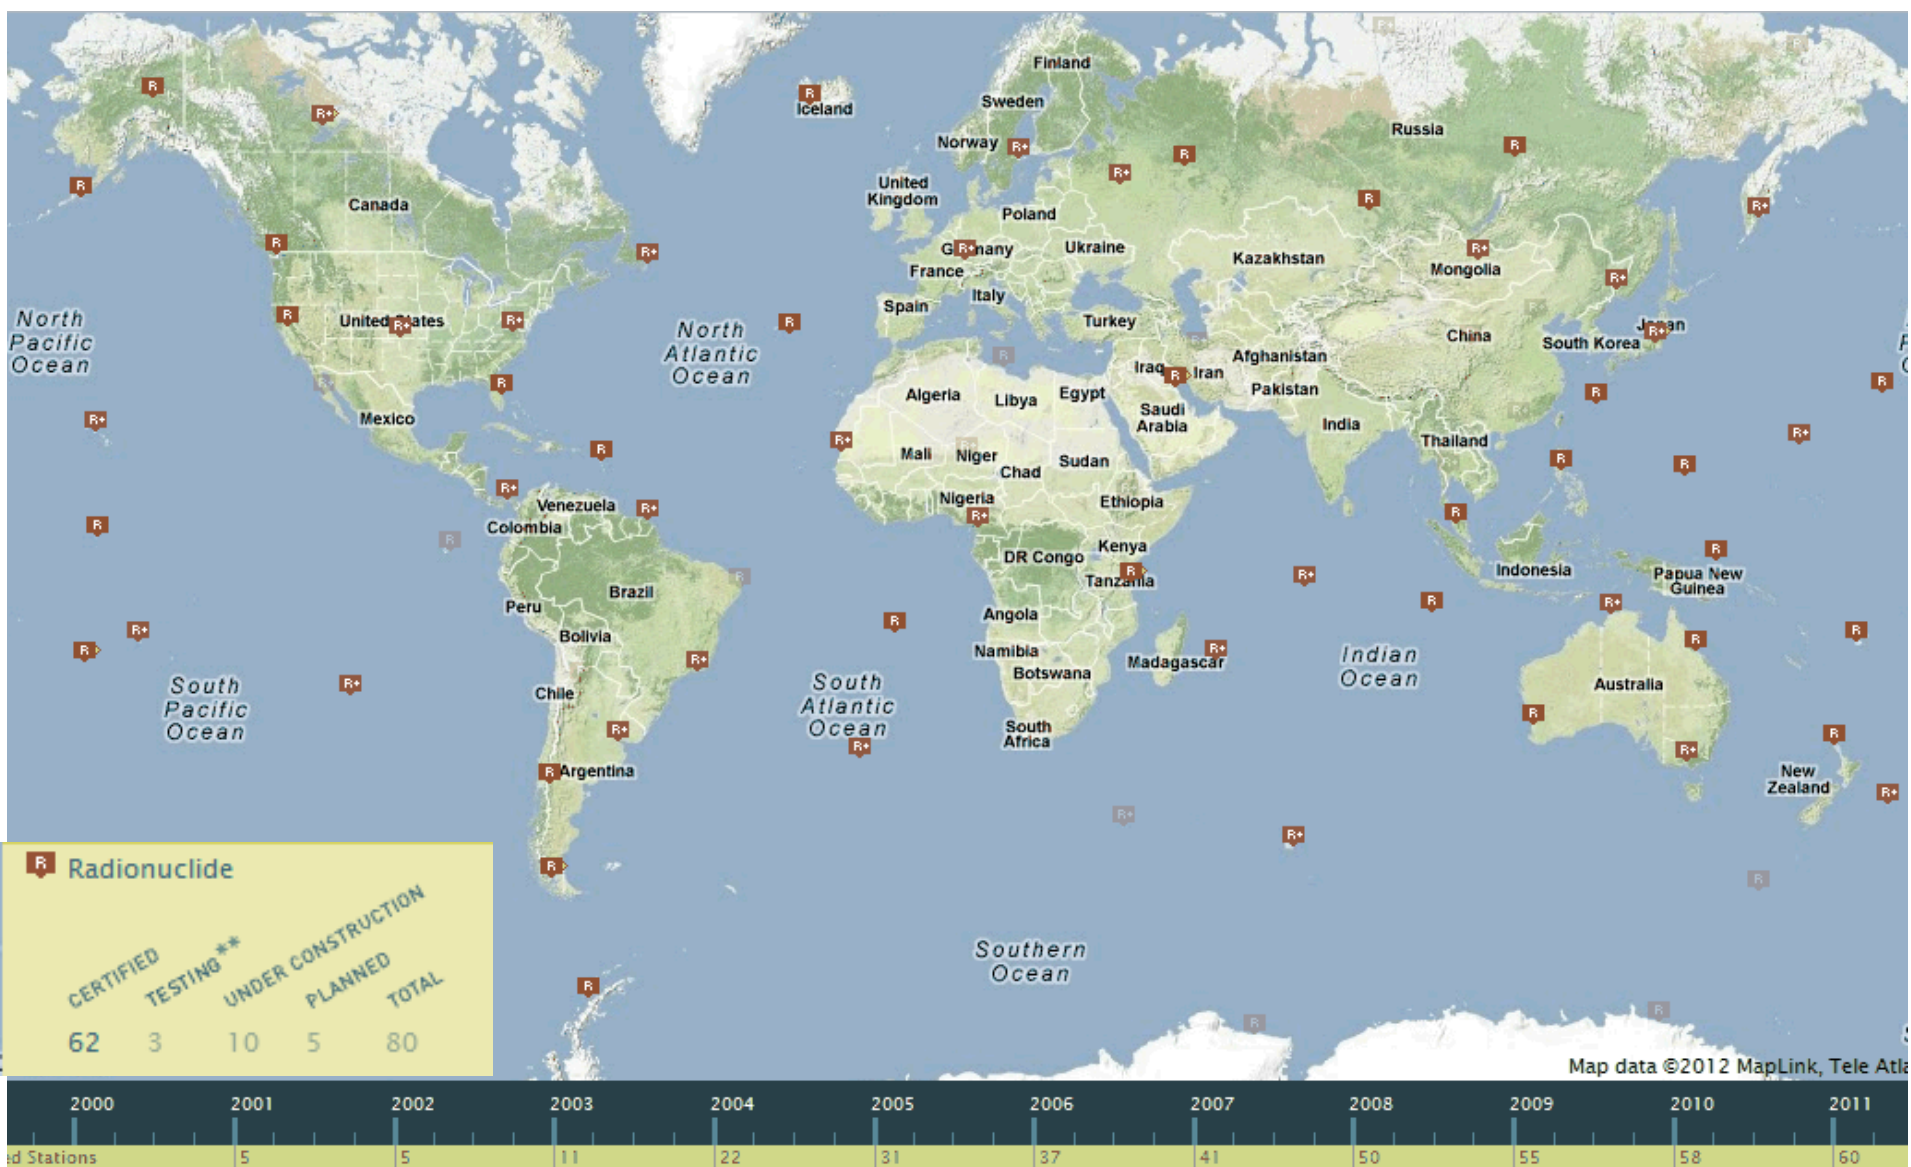 Finland
Iceland
Sweden
Russia
Norway
United
Kingdom
Canada
Poland
Germany
Ukraine
Kazakhstan
Mongolia
France
Italy
Spain
North
Pacific
Ocean
United States
North
Atlantic
Ocean
Turkey
Japan
China
South Korea
Afghanistan
Iraq
Iran
Pakistan
Algeria
Libya
Egypt
Saudi
Arabia
Mexico
India
Thailand
Mali
Niger
Chad
Sudan
Nigeria
Ethiopia
Venezuela
Colombia
Kenya
DR Congo
Tanzania
Indonesia
Papua New
Guinea
Brazil
Peru
Angola
Bolivia
Namibia
Madagascar
Botswana
Indian
Ocean
Australia
South
Pacific
Ocean
Chile
South
Atlantic
Ocean
South
Africa
Argentina
New
Zealand
Southern
Ocean
R Radionuclide
CERTIFIED TESTING** UNDER CONSTRUCTION PLANNED TOTAL
62 3 10 5 80
Map data ©2012 MapLink, Tele Atla
2000 2001 2002 2003 2004 2005 2006 2007 2008 2009 2010 2011
ed Stations 5 5 11 22 31 37 41 50 55 58 60